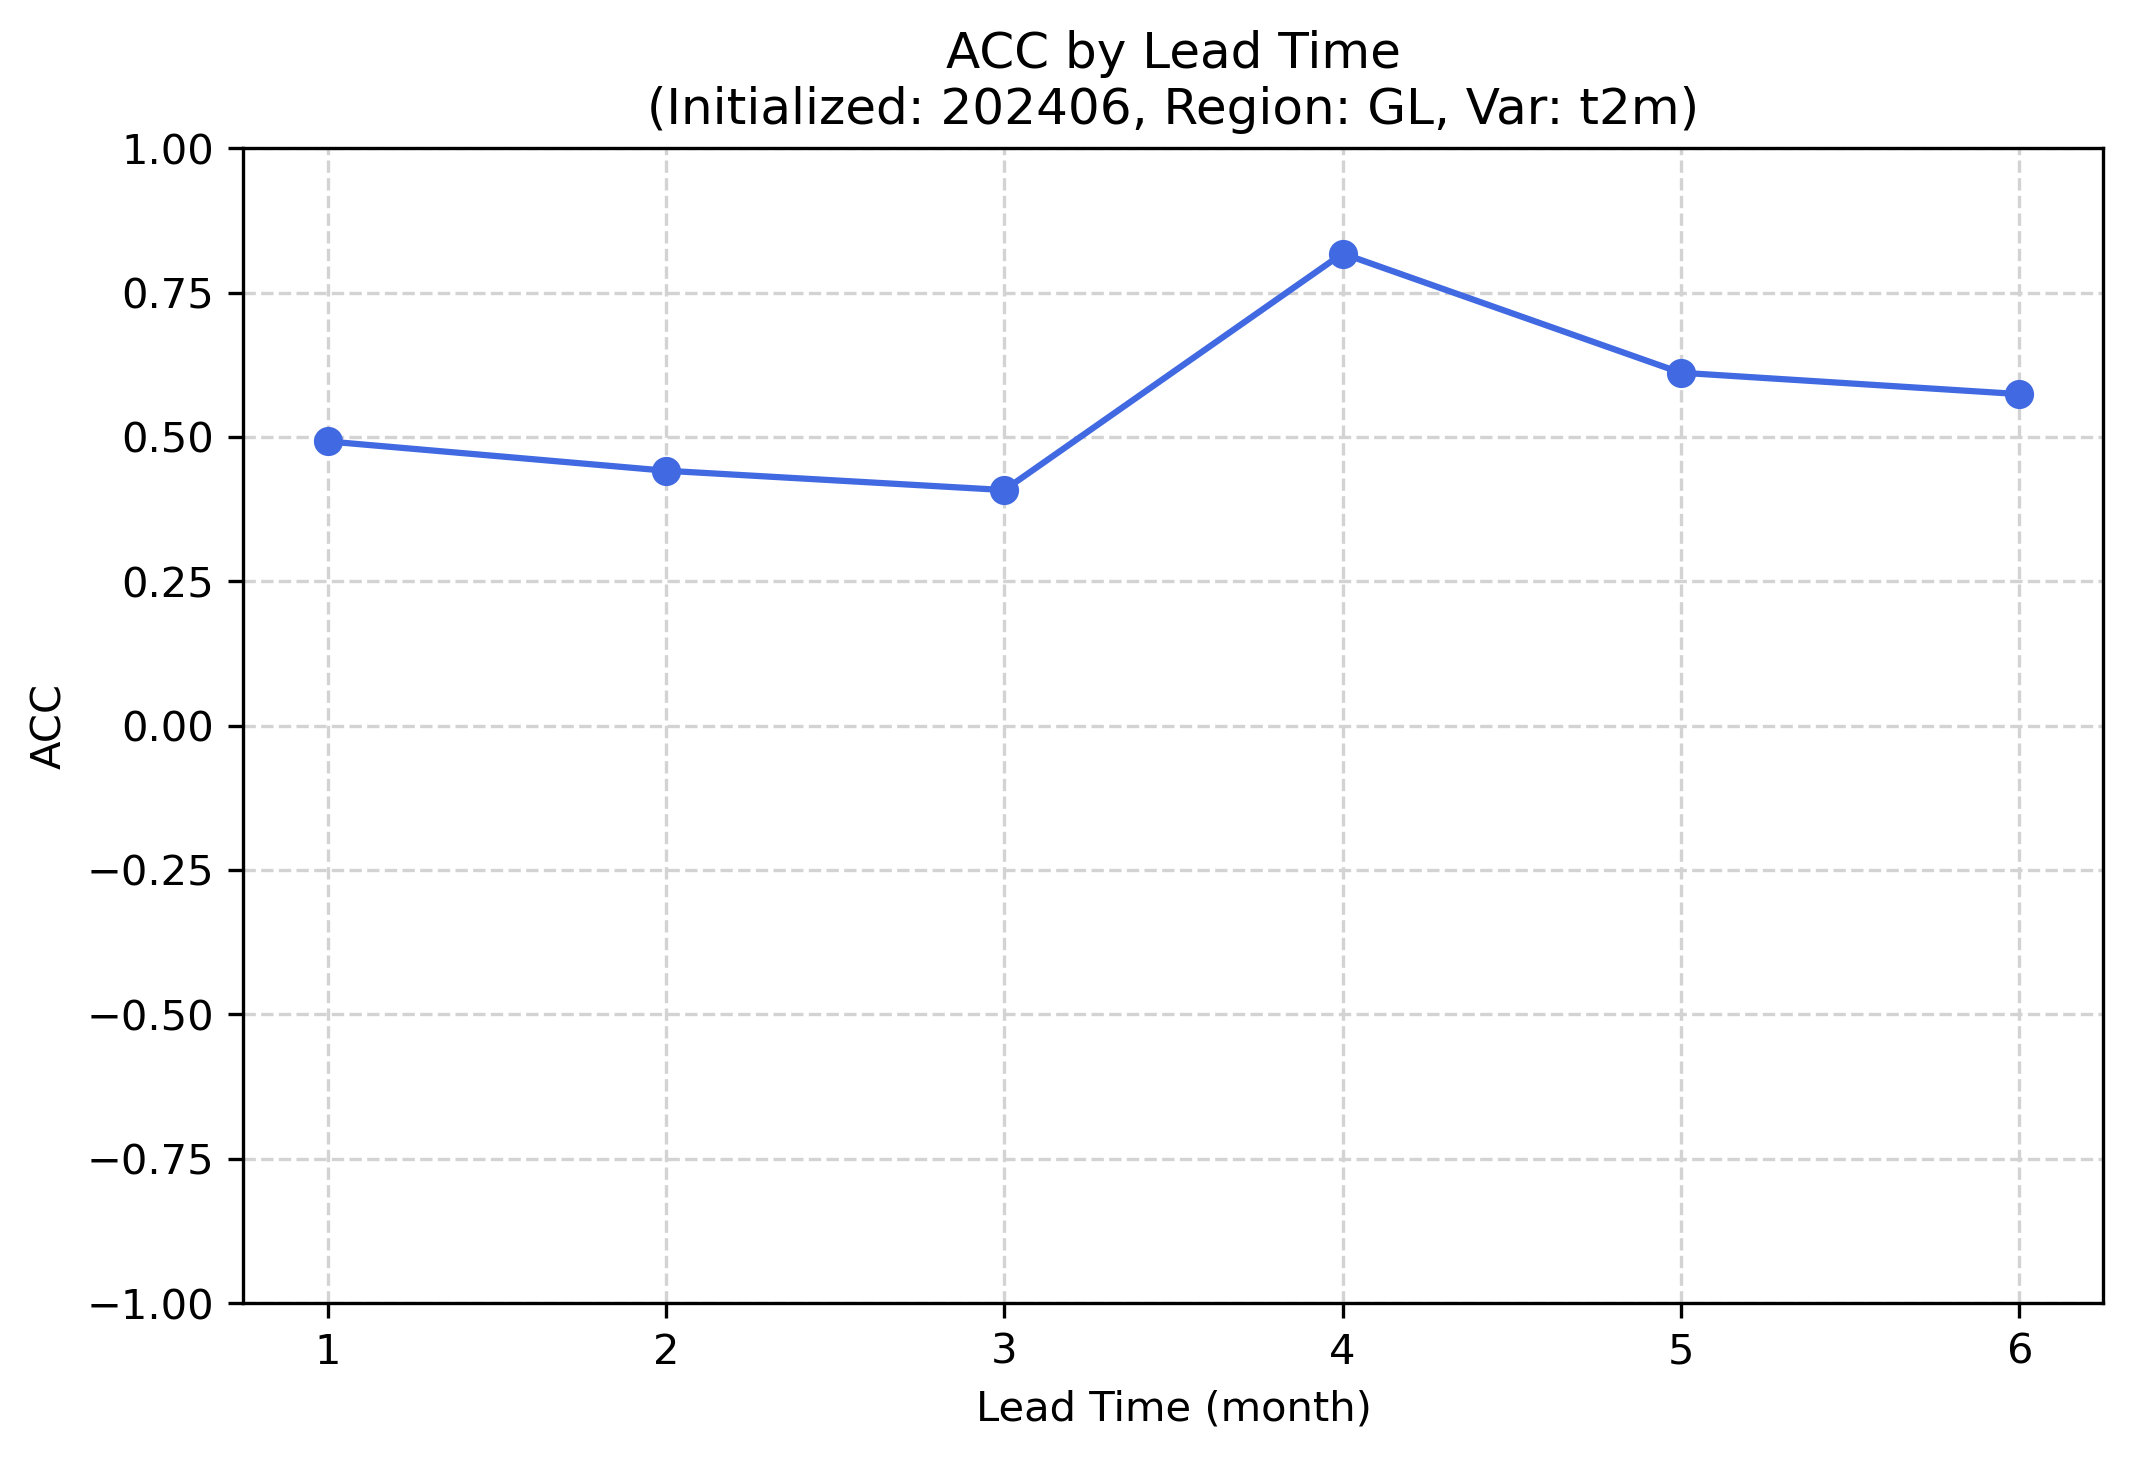 ACC by Lead Time
(Initialized: 202406, Region: GL, Var: t2m)
1.00
0.75
0.50
0.25
0.00
−0.25
−0.50
−0.75
−1.00
ACC
1 2 3 4 5 6
Lead Time (month)